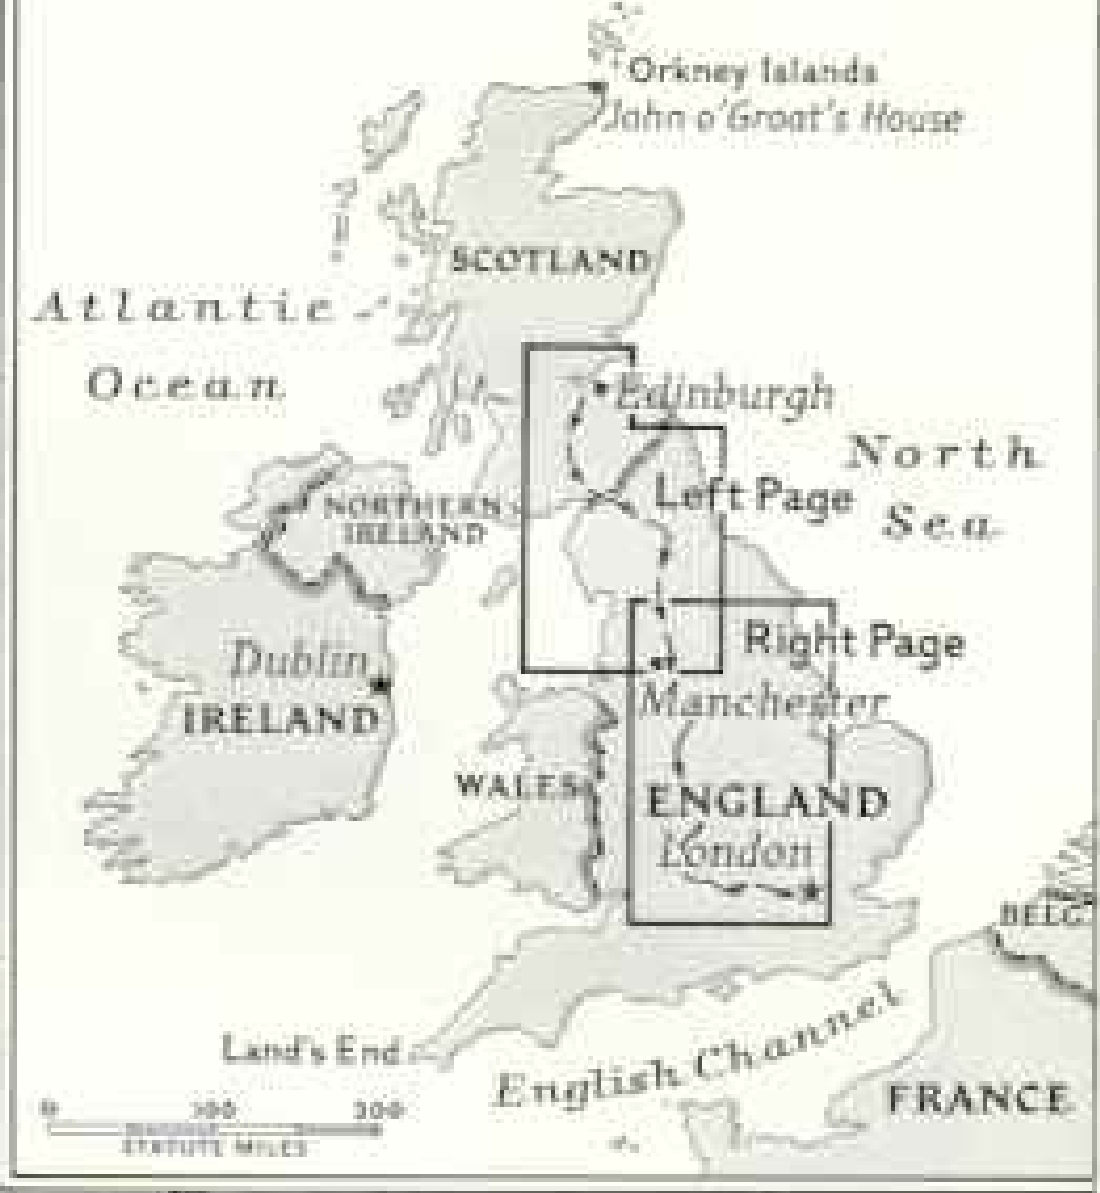 Orkney Islands
John o'Groat's House
SCOTLAND
Atlantic
Ocean
Edinburgh
North
Sea
Left Page
NORTHERN
IRELAND
Dublin
IRELAND
Right Page
Manchester
WALES
ENGLAND
London
BELG.
Land's End
English Channel
FRANCE
0 100 200
STATUTE MILES